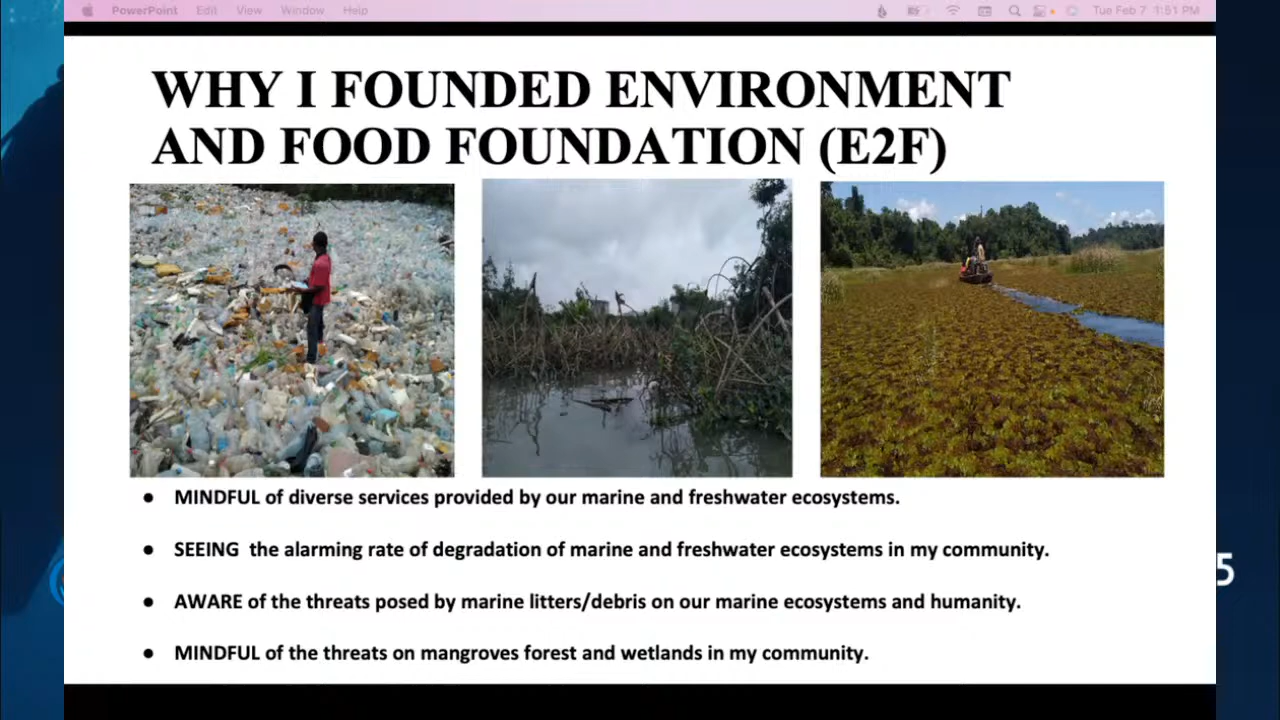 PowerPoint Edit View Window Help Tue Feb 7 1:51 PM
WHY I FOUNDED ENVIRONMENT
AND FOOD FOUNDATION (E2F)
● MINDFUL of diverse services provided by our marine and freshwater ecosystems.
● SEEING the alarming rate of degradation of marine and freshwater ecosystems in my community.
5
● AWARE of the threats posed by marine litters/debris on our marine ecosystems and humanity.
● MINDFUL of the threats on mangroves forest and wetlands in my community.